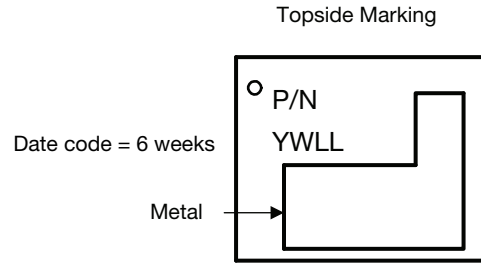 Topside Marking
P/N
Date code = 6 weeks
YWLL
Metal